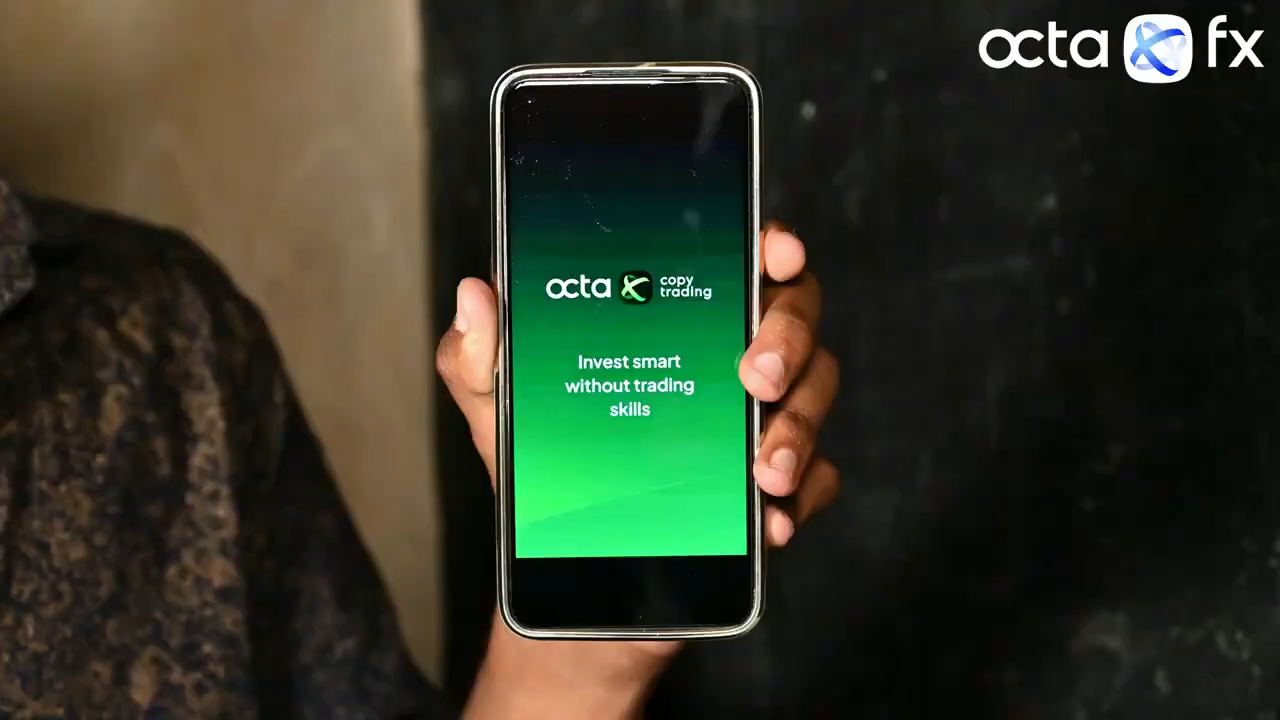 octa fx
octa copy
trading
Invest smart
without trading
skills